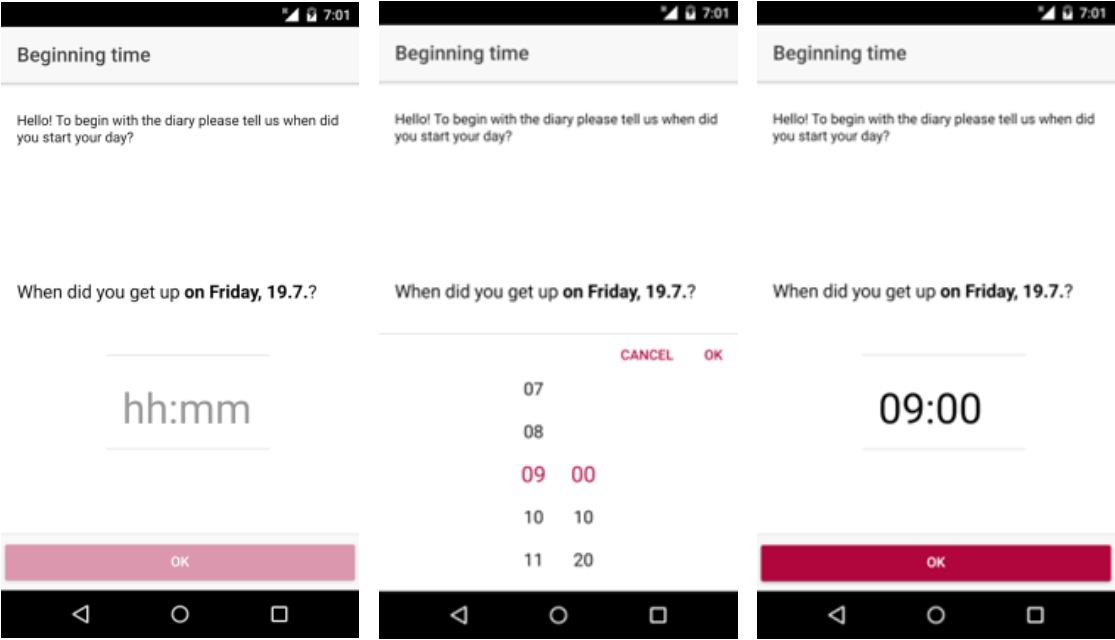 7:01
Beginning time
Hello! To begin with the diary please tell us when did
you start your day?
When did you get up on Friday, 19.7.?
hh:mm
OK
7:01
Beginning time
Hello! To begin with the diary please tell us when did
you start your day?
When did you get up on Friday, 19.7.?
CANCEL OK
07
08
09 00
10 10
11 20
7:01
Beginning time
Hello! To begin with the diary please tell us when did
you start your day?
When did you get up on Friday, 19.7.?
09:00
OK